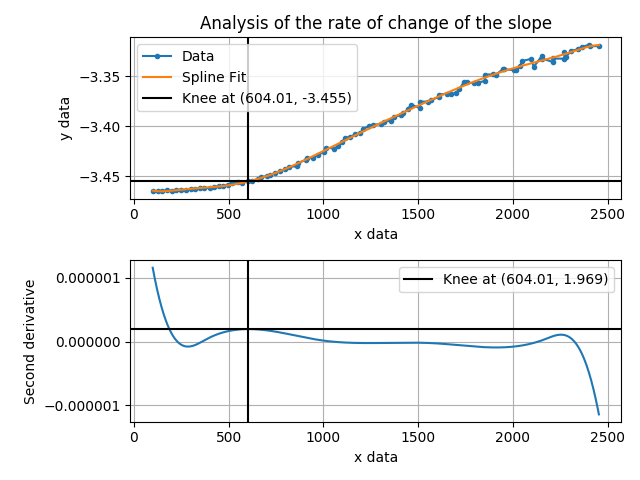 Analysis of the rate of change of the slope
Data
Spline Fit
Knee at (604.01, -3.455)
y data
−3.35
−3.40
−3.45
0 500 1000 1500 2000 2500
x data
Knee at (604.01, 1.969)
Second derivative
0.000001
0.000000
−0.000001
0 500 1000 1500 2000 2500
x data